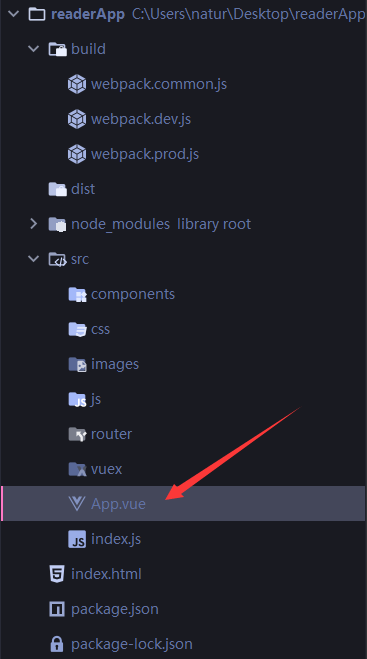 readerApp C:\Users\natur\Desktop\readerApp
build
webpack.common.js
webpack.dev.js
webpack.prod.js
dist
node_modules library root
src
components
css
images
js
router
vuex
App.vue
index.js
index.html
package.json
package-lock.json